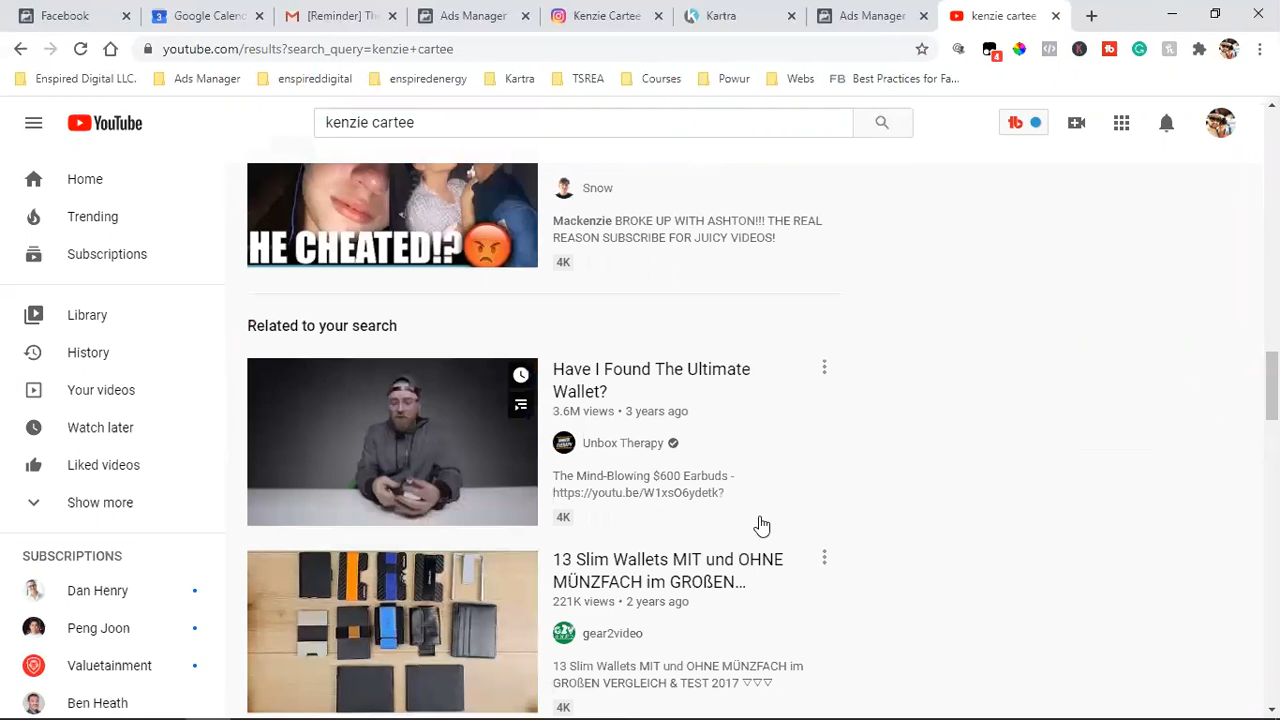 Facebook
Google Calend
[Reminder] The
Ads Manager
Instagram Kenzie Cartee
Kartra
Ads Manager
kenzie cartee
youtube.com/results?search_query=kenzie+cartee
4
Enspired Digital LLC.
Ads Manager
enspireddigital
enspiredenergy
Kartra
TSREA
Courses
Powur
Webs
FB Best Practices for Fa...
YouTube
kenzie cartee
tb
Home
Trending
Subscriptions
Library
History
Your videos
Watch later
Liked videos
Show more
SUBSCRIPTIONS
Dan Henry
Peng Joon
Valuetainment
Ben Heath
HE CHEATED!?
Snow
Mackenzie BROKE UP WITH ASHTON!!! THE REAL
REASON SUBSCRIBE FOR JUICY VIDEOS!
4K
Related to your search
Have I Found The Ultimate
Wallet?
3.6M views • 3 years ago
Unbox Therapy
The Mind-Blowing $600 Earbuds -
https://youtu.be/W1xsO6ydetk?
4K
13 Slim Wallets MIT und OHNE
MÜNZFACH im GROßEN...
221K views • 2 years ago
gear2video
13 Slim Wallets MIT und OHNE MÜNZFACH im
GROßEN VERGLEICH & TEST 2017 ▽▽▽
4K